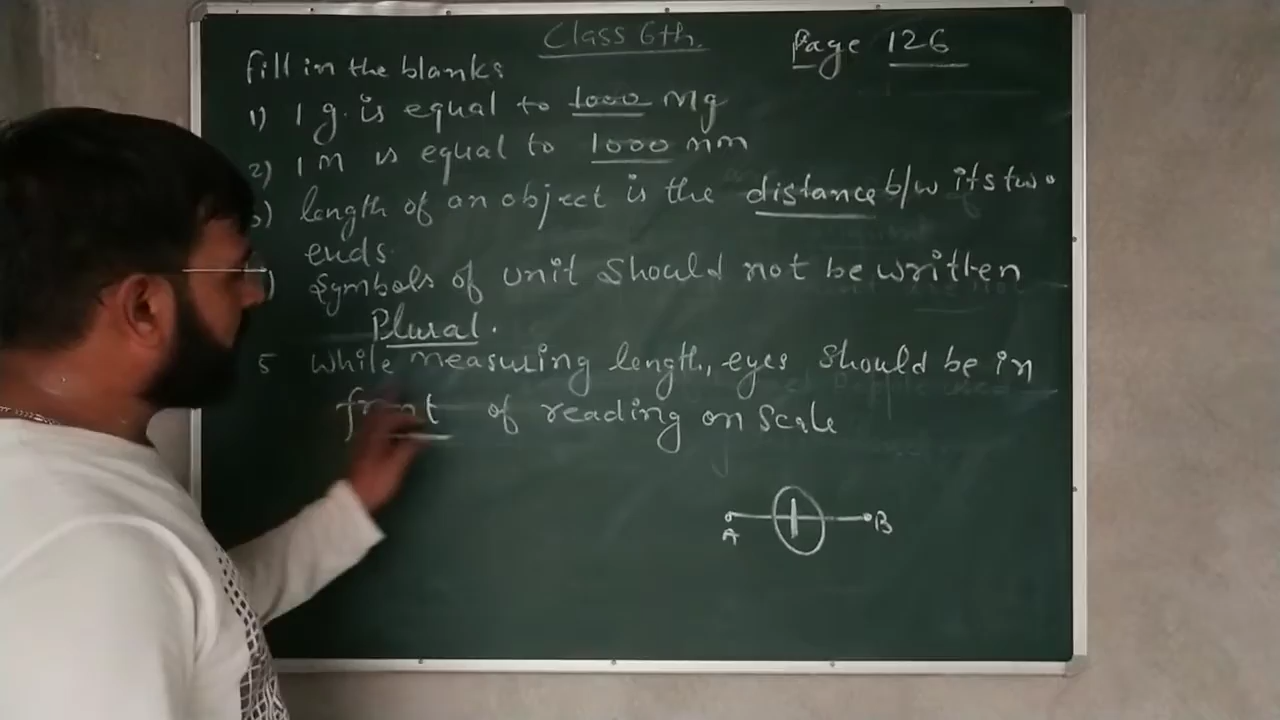 Class 6th.
Page 126
fill in the blanks
1) 1 g. is equal to 1000 Mg
2) 1 M is equal to 1000 mm
3) length of an object is the distance b/w its two
ends.
) Symbols of unit should not be written
Plural.
5 While measuring length, eyes should be in
front of reading on Scale
A B